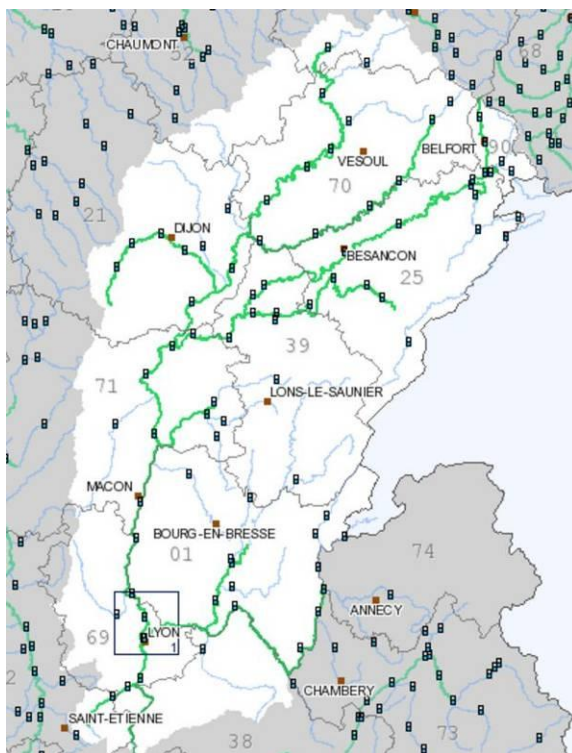 68
CHAUMONT
52
BELFORT
90
VESOUL
70
21
DIJON
BESANCON
25
39
71
LONS-LE-SAUNIER
MACON
BOURG-EN-BRESSE
01
74
ANNECY
69
LYON
1
CHAMBERY
SAINT-ETIENNE
73
38